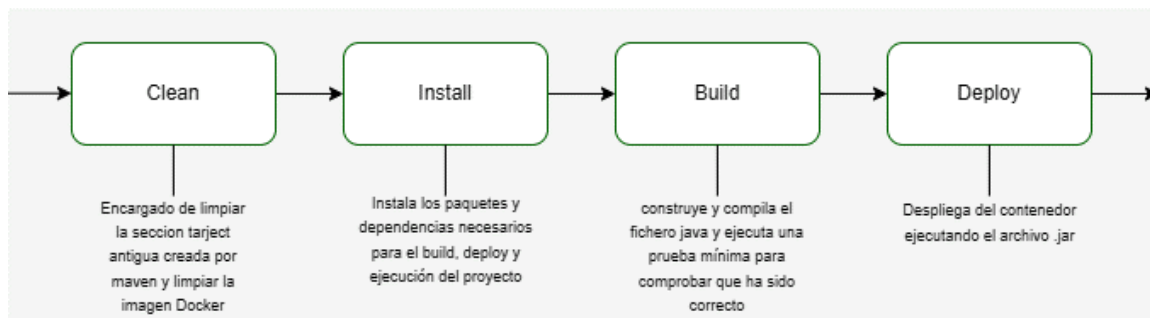 Clean
Install
Build
Deploy
Encargado de limpiar
la seccion tarject
antigua creada por
maven y limpiar la
imagen Docker
Instala los paquetes y
dependencias necesarios
para el build, deploy y
ejecución del proyecto
construye y compila el
fichero java y ejecuta una
prueba mínima para
comprobar que ha sido
correcto
Despliega del contenedor
ejecutando el archivo .jar